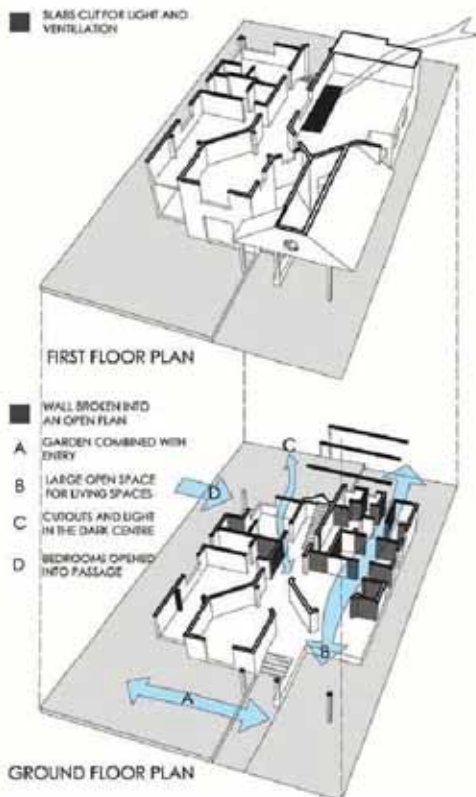 SLABS CUT FOR LIGHT AND
VENTILLATION
FIRST FLOOR PLAN
WALL BROKEN INTO
AN OPEN PLAN
A GARDEN COMBINED WITH
ENTRY
B LARGE OPEN SPACE
FOR LIVING SPACES
C CUTOUTS AND LIGHT
IN THE DARK CENTRE
D BEDROOMS OPENED
INTO PASSAGE
C
D
B
A
GROUND FLOOR PLAN